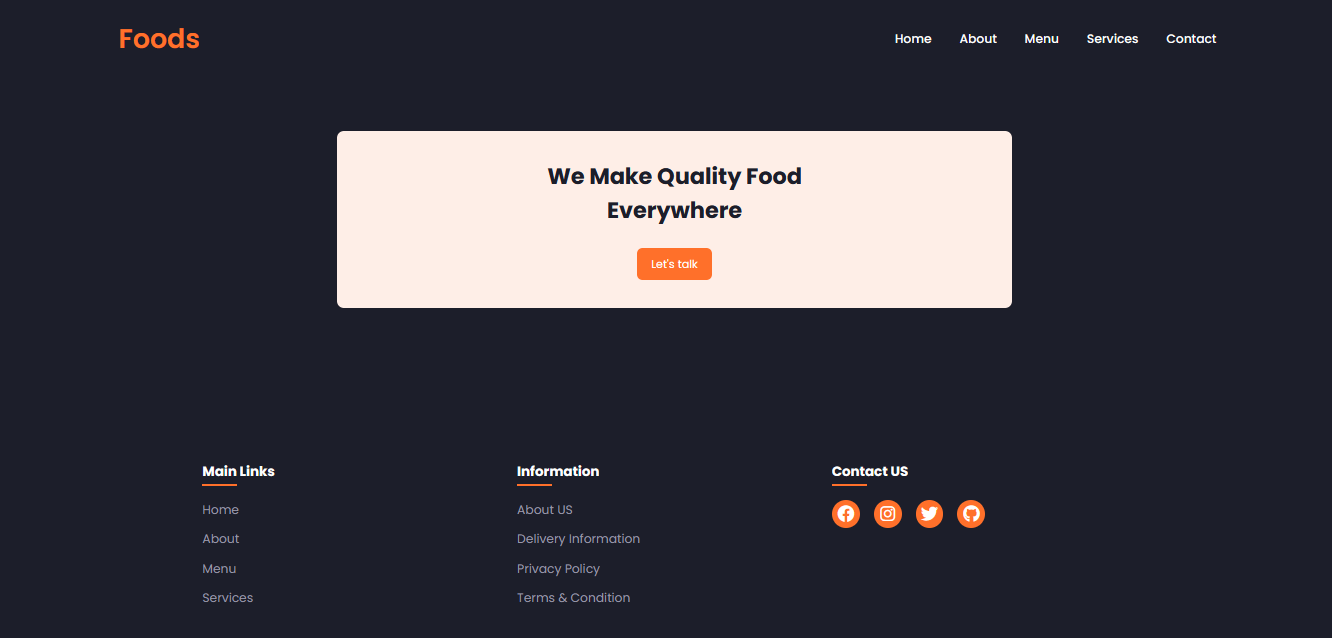 Foods
Home About Menu Services Contact
We Make Quality Food
Everywhere
Let's talk
Main Links
Home
About
Menu
Services
Information
About US
Delivery Information
Privacy Policy
Terms & Condition
Contact US